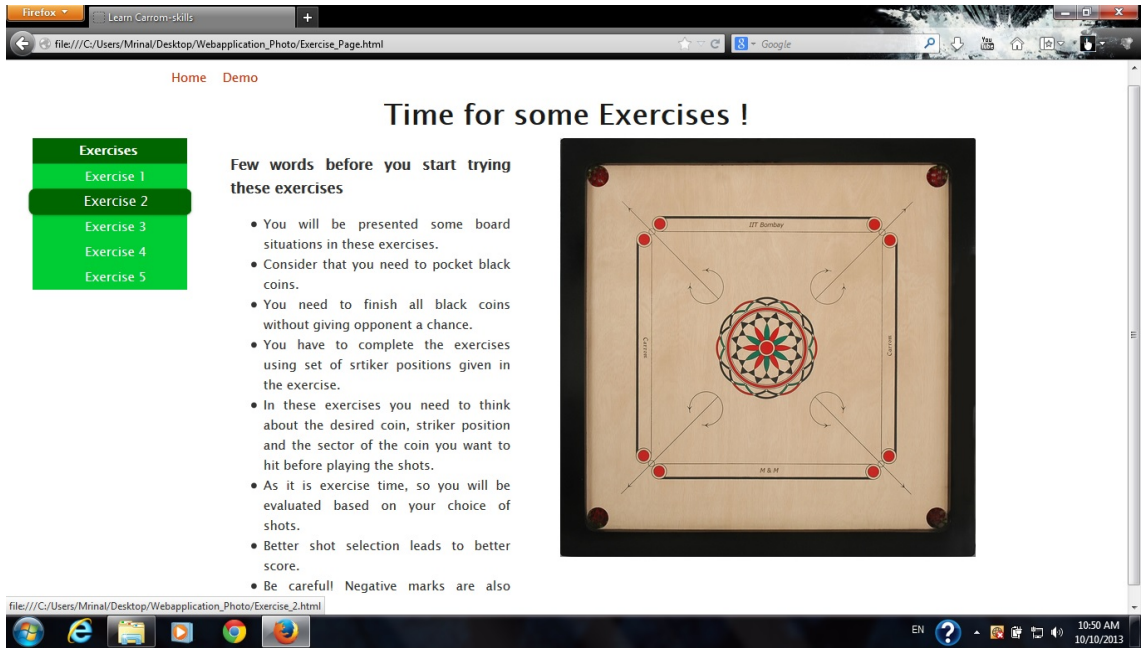 Firefox
Learn Carrom-skills
file:///C:/Users/Mrinal/Desktop/Webapplication_Photo/Exercise_Page.html
Google
You
Tube
Home Demo
Time for some Exercises !
Exercises
Exercise 1
Exercise 2
Exercise 3
Exercise 4
Exercise 5
Few words before you start trying
these exercises
You will be presented some board
situations in these exercises.
Consider that you need to pocket black
coins.
You need to finish all black coins
without giving opponent a chance.
You have to complete the exercises
using set of srtiker positions given in
the exercise.
In these exercises you need to think
about the desired coin, striker position
and the sector of the coin you want to
hit before playing the shots.
As it is exercise time, so you will be
evaluated based on your choice of
shots.
Better shot selection leads to better
score.
Be careful! Negative marks are also
IIT Bombay
Carrom
Carrom
M & M
file:///C:/Users/Mrinal/Desktop/Webapplication_Photo/Exercise_2.html
EN
10:50 AM
10/10/2013